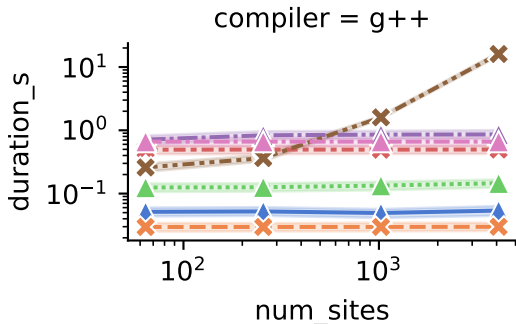 compiler = g++
duration_s
10¹
10⁰
10⁻¹
10² 10³
num_sites